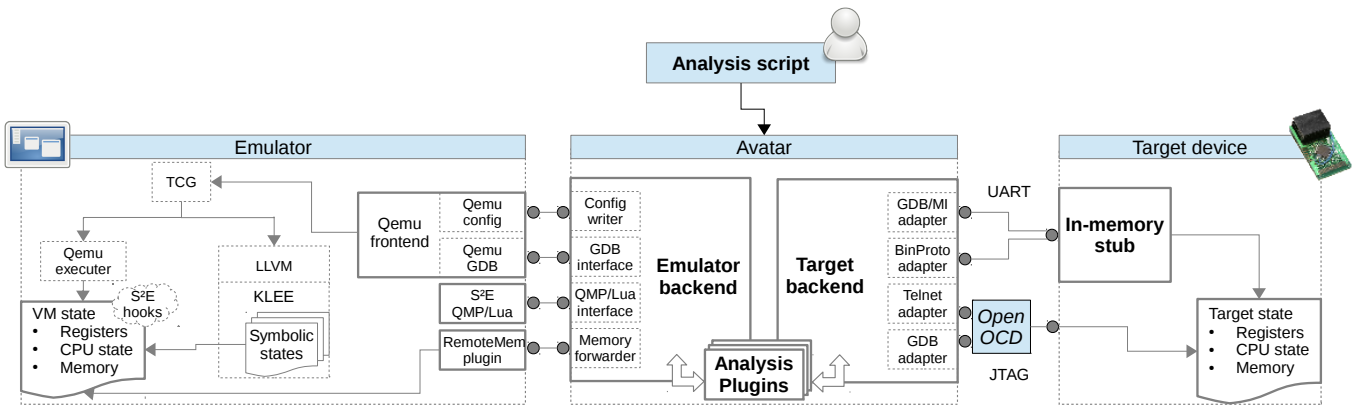 Analysis script
Emulator
Avatar
Target device
TCG
Qemu
executer
S²E
hooks
VM state
• Registers
• CPU state
• Memory
LLVM
KLEE
Symbolic
states
Qemu
frontend
Qemu
config
Qemu
GDB
S²E
QMP/Lua
RemoteMem
plugin
Config
writer
GDB
interface
QMP/Lua
interface
Memory
forwarder
Emulator
backend
Analysis
Plugins
Target
backend
GDB/MI
adapter
BinProto
adapter
Telnet
adapter
GDB
adapter
UART
Open
OCD
JTAG
In-memory
stub
Target state
• Registers
• CPU state
• Memory